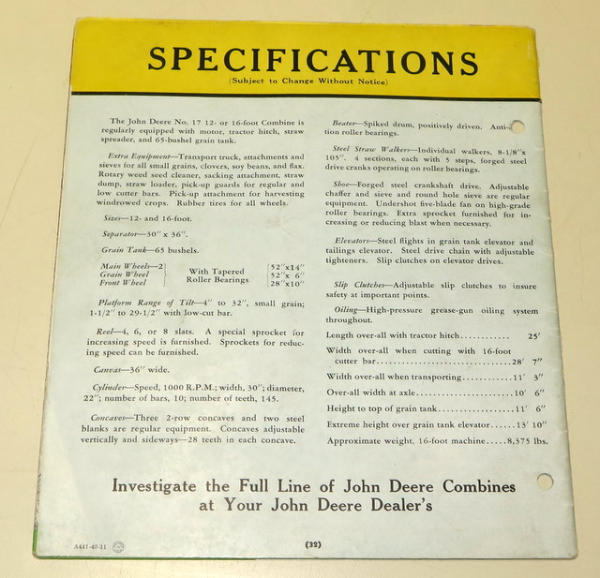 SPECIFICATIONS
(Subject to Change Without Notice)
The John Deere No. 17 12- or 16-foot Combine is
regularly equipped with motor, tractor hitch, straw
spreader, and 65-bushel grain tank.
Extra Equipment—Transport truck, attachments and
sieves for all small grains, clovers, soy beans, and flax.
Rotary weed seed cleaner, sacking attachment, straw
dump, straw loader, pick-up guards for regular and
low cutter bars. Pick-up attachment for harvesting
windrowed crops. Rubber tires for all wheels.
Sizes—12- and 16-foot.
Separator—30" x 36".
Grain Tank—65 bushels.
Main Wheels—2 52"x14"
Grain Wheel With Tapered 52"x 6"
Front Wheel Roller Bearings 28"x10"
Platform Range of Tilt—4" to 32", small grain;
1-1/2" to 29-1/2" with low-cut bar.
Reel—4, 6, or 8 slats. A special sprocket for
increasing speed is furnished. Sprockets for reduc-
ing speed can be furnished.
Canvas—36" wide.
Cylinder—Speed, 1000 R.P.M.; width, 30"; diameter,
22"; number of bars, 10; number of teeth, 145.
Concaves—Three 2-row concaves and two steel
blanks are regular equipment. Concaves adjustable
vertically and sideways—28 teeth in each concave.
Beater—Spiked drum, positively driven. Anti-
tion roller bearings.
Steel Straw Walkers—Individual walkers, 8-1/8"x
105". 4 sections, each with 5 steps, forged steel
drive cranks operating on roller bearings.
Shoe—Forged steel crankshaft drive. Adjustable
chaffer and sieve and round hole sieve are regular
equipment. Undershot five-blade fan on high-grade
roller bearings. Extra sprocket furnished for in-
creasing or reducing blast when necessary.
Elevators—Steel flights in grain tank elevator and
tailings elevator. Steel drive chain with adjustable
tighteners. Slip clutches on elevator drives.
Slip Clutches—Adjustable slip clutches to insure
safety at important points.
Oiling—High-pressure grease-gun oiling system
throughout.
Length over-all with tractor hitch............ 25'
Width over-all when cutting with 16-foot
cutter bar..............................28' 7"
Width over-all when transporting............11' 3"
Over-all width at axle.....................10' 6"
Height to top of grain tank.................11' 6"
Extreme height over grain tank elevator......13' 10"
Approximate weight, 16-foot machine.....8,575 lbs.
Investigate the Full Line of John Deere Combines
at Your John Deere Dealer's
A441-40-11
(32)